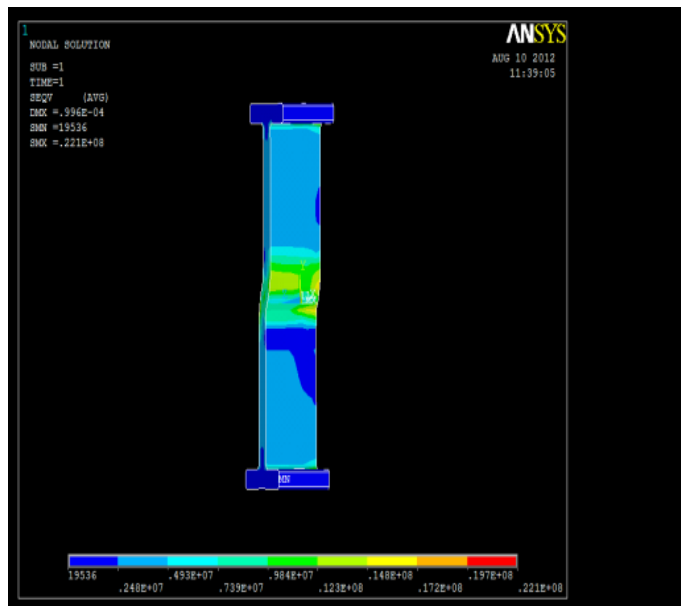 1
NODAL SOLUTION
SUB =1
TIME=1
SEQV (AVG)
DMX =.996E-04
SMN =19536
SMX =.221E+08
ANSYS
AUG 10 2012
11:39:05
MN
19536 .493E+07 .984E+07 .148E+08 .197E+08
.248E+07 .739E+07 .123E+08 .172E+08 .221E+08